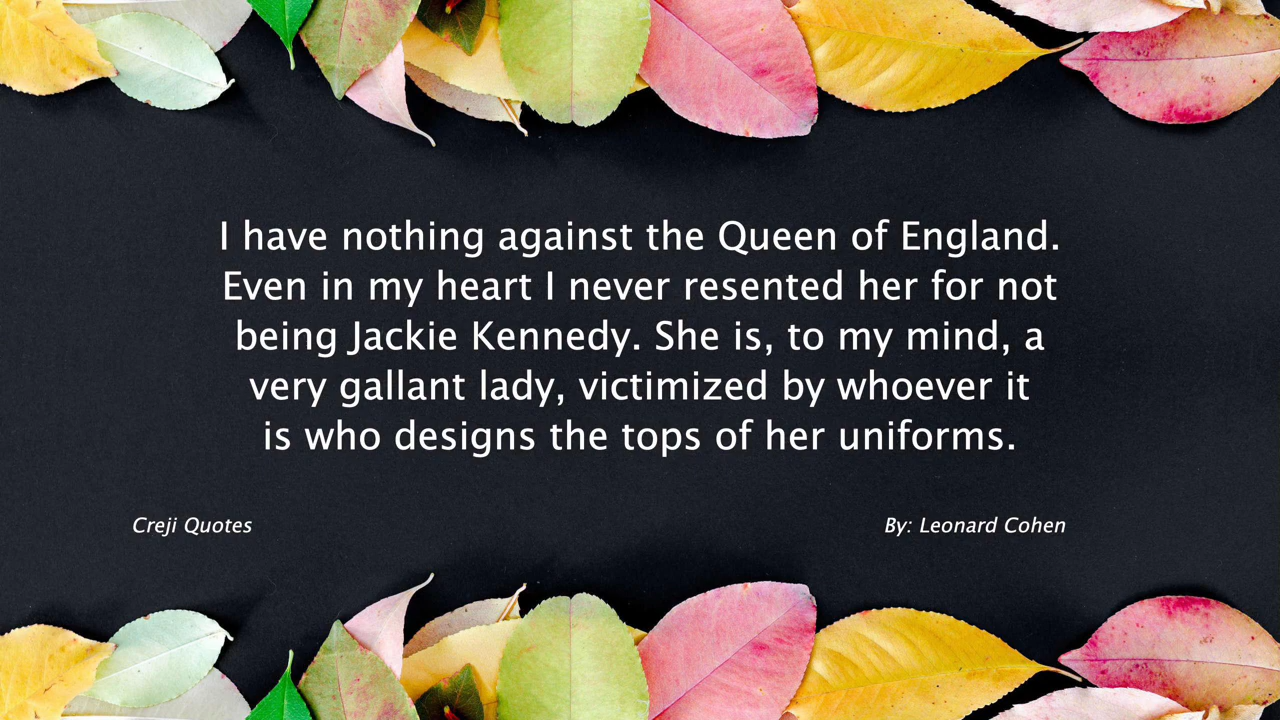 I have nothing against the Queen of England.
Even in my heart I never resented her for not
being Jackie Kennedy. She is, to my mind, a
very gallant lady, victimized by whoever it
is who designs the tops of her uniforms.
Creji Quotes
By: Leonard Cohen